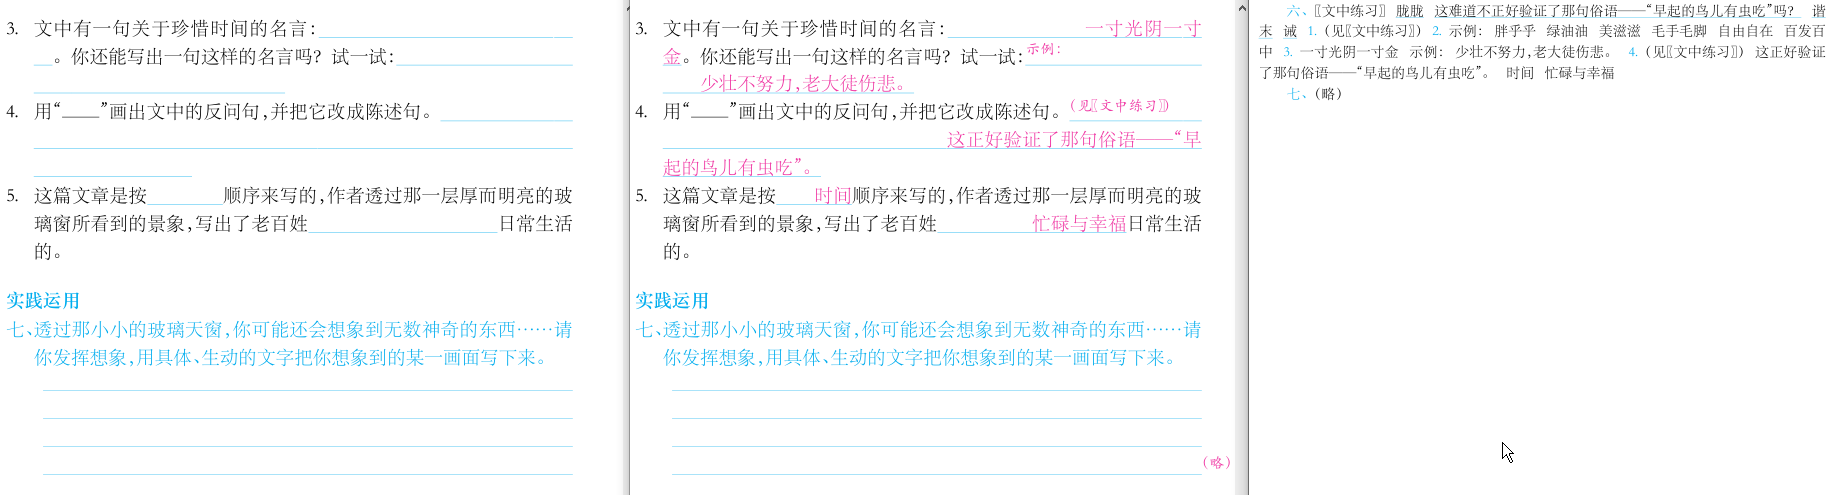 3. 文中有一句关于珍惜时间的名言:
。你还能写出一句这样的名言吗? 试一试:
4. 用“——”画出文中的反问句,并把它改成陈述句。
5. 这篇文章是按 顺序来写的,作者透过那一层厚而明亮的玻
璃窗所看到的景象,写出了老百姓 日常生活
的。
实践运用
七、透过那小小的玻璃天窗,你可能还会想象到无数神奇的东西……请
你发挥想象,用具体、生动的文字把你想象到的某一画面写下来。
3. 文中有一句关于珍惜时间的名言: 一寸光阴一寸
金。你还能写出一句这样的名言吗? 试一试:示例:
少壮不努力,老大徒伤悲。
4. 用“——”画出文中的反问句,并把它改成陈述句。(见〖文中练习〗)
这正好验证了那句俗语——“早
起的鸟儿有虫吃”。
5. 这篇文章是按 时间顺序来写的,作者透过那一层厚而明亮的玻
璃窗所看到的景象,写出了老百姓 忙碌与幸福日常生活
的。
实践运用
七、透过那小小的玻璃天窗,你可能还会想象到无数神奇的东西……请
你发挥想象,用具体、生动的文字把你想象到的某一画面写下来。
(略)
六、〖文中练习〗 胧胧 这难道不正好验证了那句俗语——“早起的鸟儿有虫吃”吗? 谐
末 诫 1.(见〖文中练习〗) 2. 示例: 胖乎乎 绿油油 美滋滋 毛手毛脚 自由自在 百发百
中 3. 一寸光阴一寸金 示例: 少壮不努力,老大徒伤悲。 4.(见〖文中练习〗) 这正好验证
了那句俗语——“早起的鸟儿有虫吃”。 时间 忙碌与幸福
七、(略)